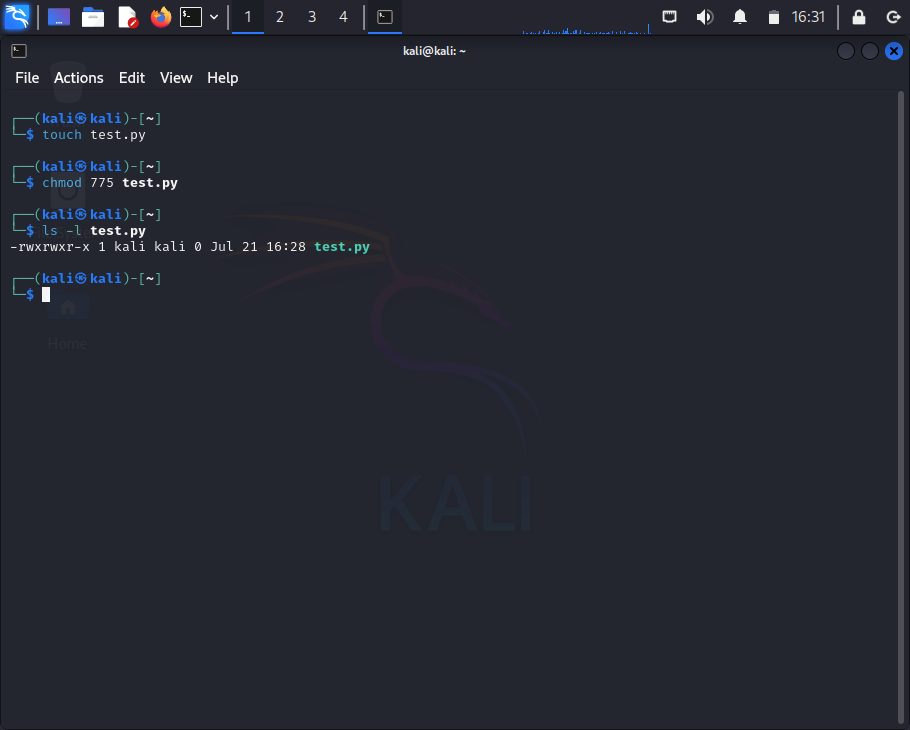 1 2 3 4 16:31
kali@kali: ~
File Actions Edit View Help
┌──(kali㉿kali)-[~]
└─$ touch test.py
┌──(kali㉿kali)-[~]
└─$ chmod 775 test.py
┌──(kali㉿kali)-[~]
└─$ ls -l test.py
-rwxrwxr-x 1 kali kali 0 Jul 21 16:28 test.py
┌──(kali㉿kali)-[~]
└─$
Home
KALI